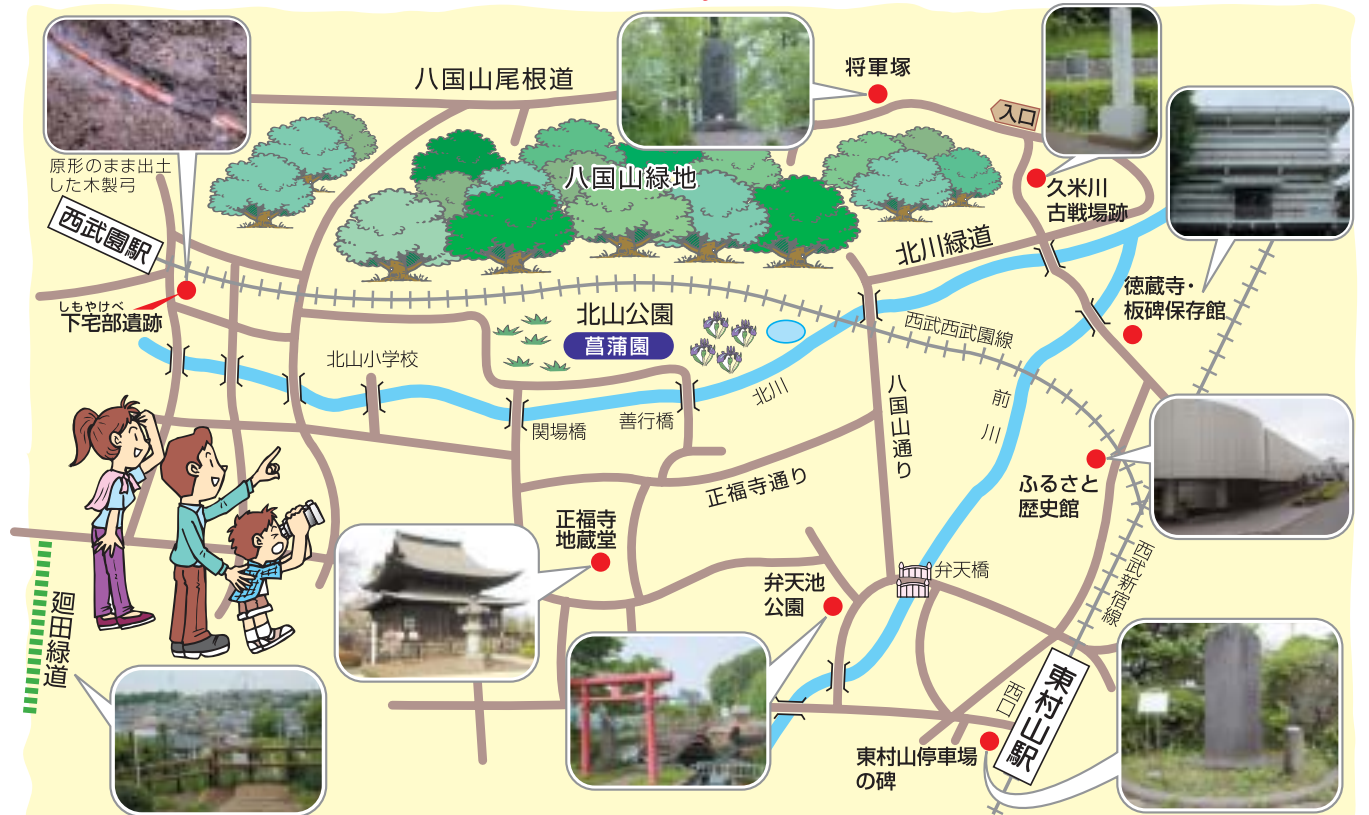 八国山尾根道
将軍塚
入口
原形のまま出土
した木製弓
八国山緑地
久米川
古戦場跡
西武園駅
北川緑道
しもやけべ
下宅部遺跡
徳蔵寺・
板碑保存館
北山公園
菖蒲園
西武西武園線
北山小学校
北川
前川
八国山通り
関場橋
善行橋
正福寺通り
ふるさと
歴史館
正福寺
地蔵堂
西武新宿線
弁天橋
弁天池
公園
廻田緑道
西口
東村山駅
東村山停車場
の碑